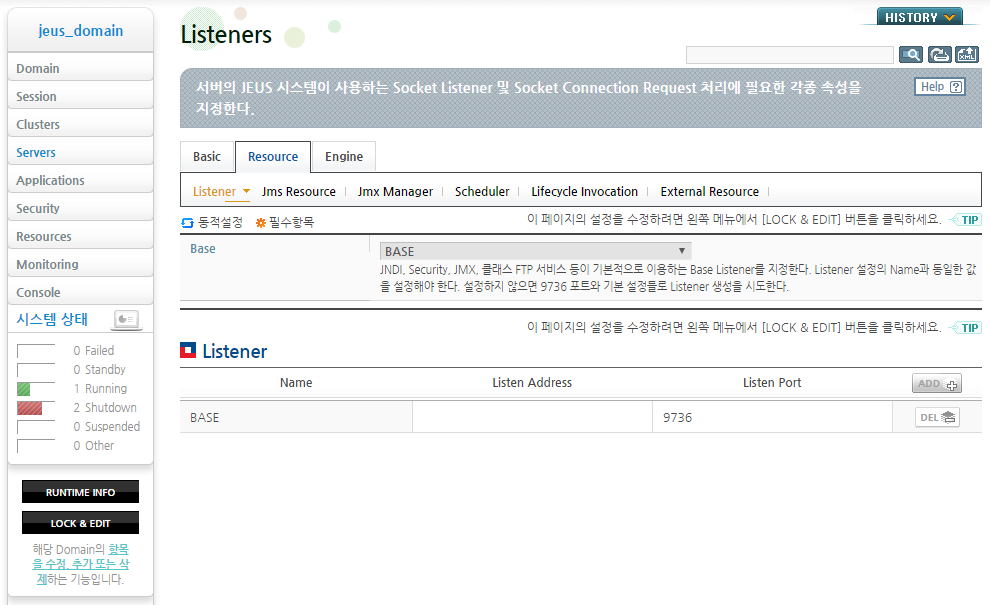 jeus_domain
Domain
Session
Clusters
Servers
Applications
Security
Resources
Monitoring
Console
시스템 상태
0 Failed
0 Standby
1 Running
2 Shutdown
0 Suspended
0 Other
RUNTIME INFO
LOCK & EDIT
해당 Domain의 항목
을 수정, 추가 또는 삭
제하는 기능입니다.
HISTORY
Listeners
XML
서버의 JEUS 시스템이 사용하는 Socket Listener 및 Socket Connection Request 처리에 필요한 각종 속성을
지정한다.
Help ?
Basic Resource Engine
Listener Jms Resource Jmx Manager Scheduler Lifecycle Invocation External Resource
동적설정 필수항목
이 페이지의 설정을 수정하려면 왼쪽 메뉴에서 [LOCK & EDIT] 버튼을 클릭하세요. TIP
Base BASE
JNDI, Security, JMX, 클래스 FTP 서비스 등이 기본적으로 이용하는 Base Listener를 지정한다. Listener 설정의 Name과 동일한 값
을 설정해야 한다. 설정하지 않으면 9736 포트와 기본 설정들로 Listener 생성을 시도한다.
이 페이지의 설정을 수정하려면 왼쪽 메뉴에서 [LOCK & EDIT] 버튼을 클릭하세요. TIP
Listener
Name Listen Address Listen Port ADD
BASE 9736 DEL